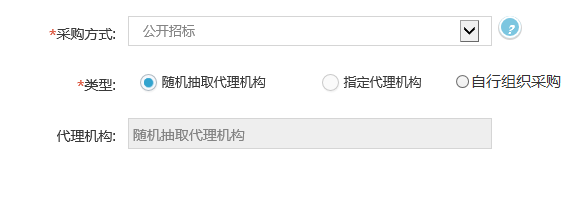 *采购方式: 公开招标 ?
*类型: 随机抽取代理机构 指定代理机构 自行组织采购
代理机构: 随机抽取代理机构